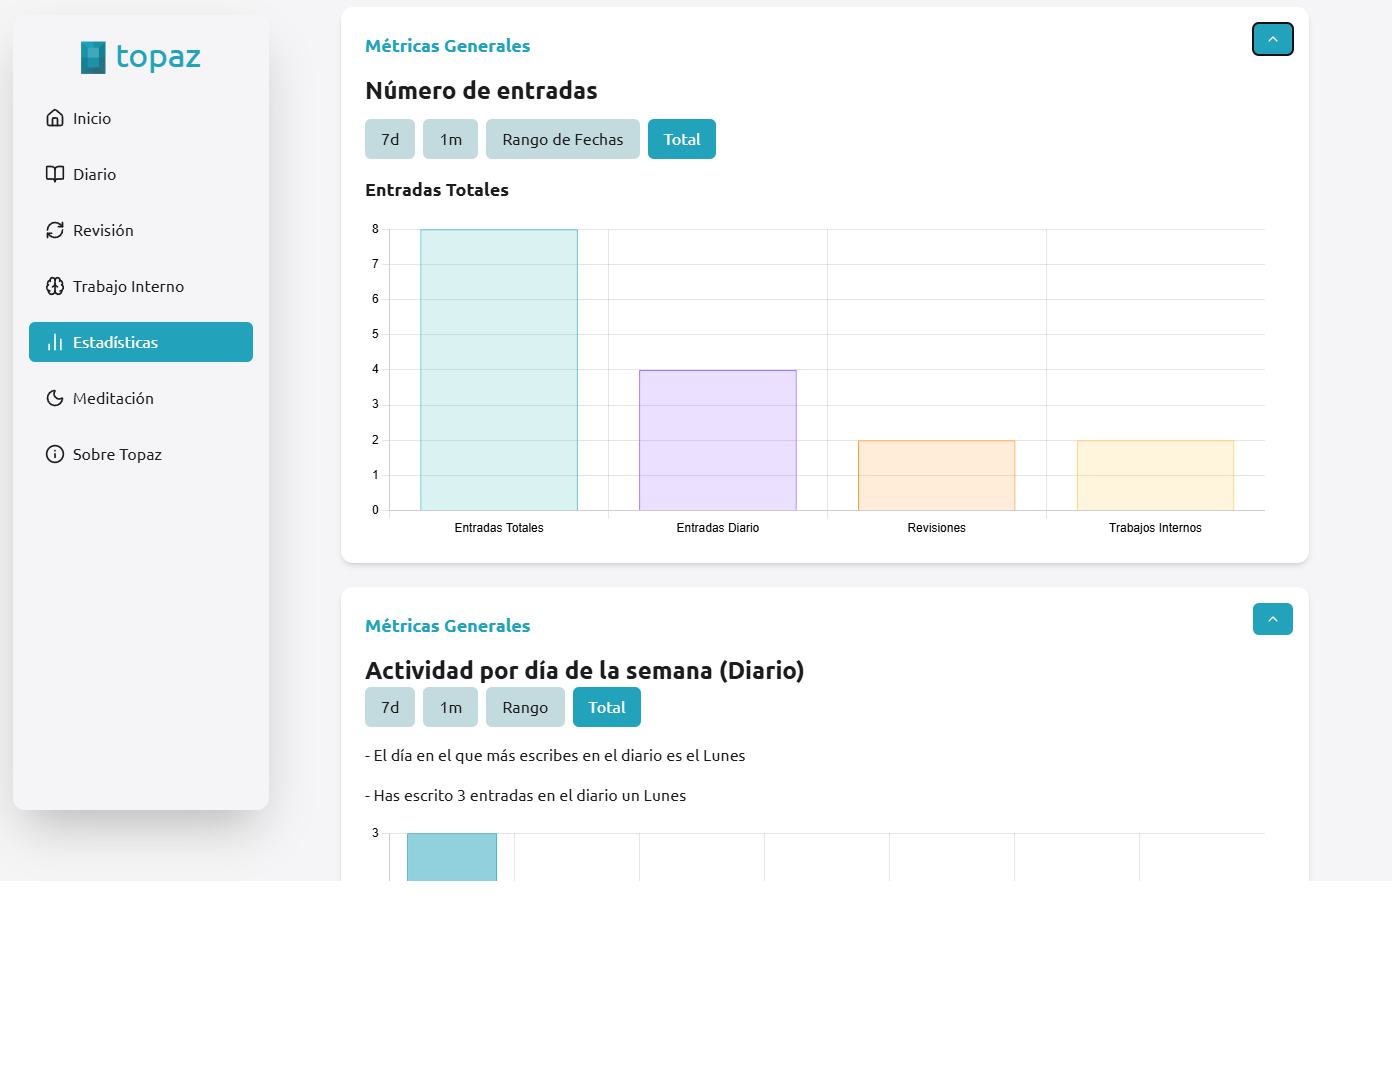 topaz
Inicio
Diario
Revisión
Trabajo Interno
Estadísticas
Meditación
Sobre Topaz
Métricas Generales
Número de entradas
7d 1m Rango de Fechas Total
Entradas Totales
8
7
6
5
4
3
2
1
0
Entradas Totales Entradas Diario Revisiones Trabajos Internos
Métricas Generales
Actividad por día de la semana (Diario)
7d 1m Rango Total
- El día en el que más escribes en el diario es el Lunes
- Has escrito 3 entradas en el diario un Lunes
3